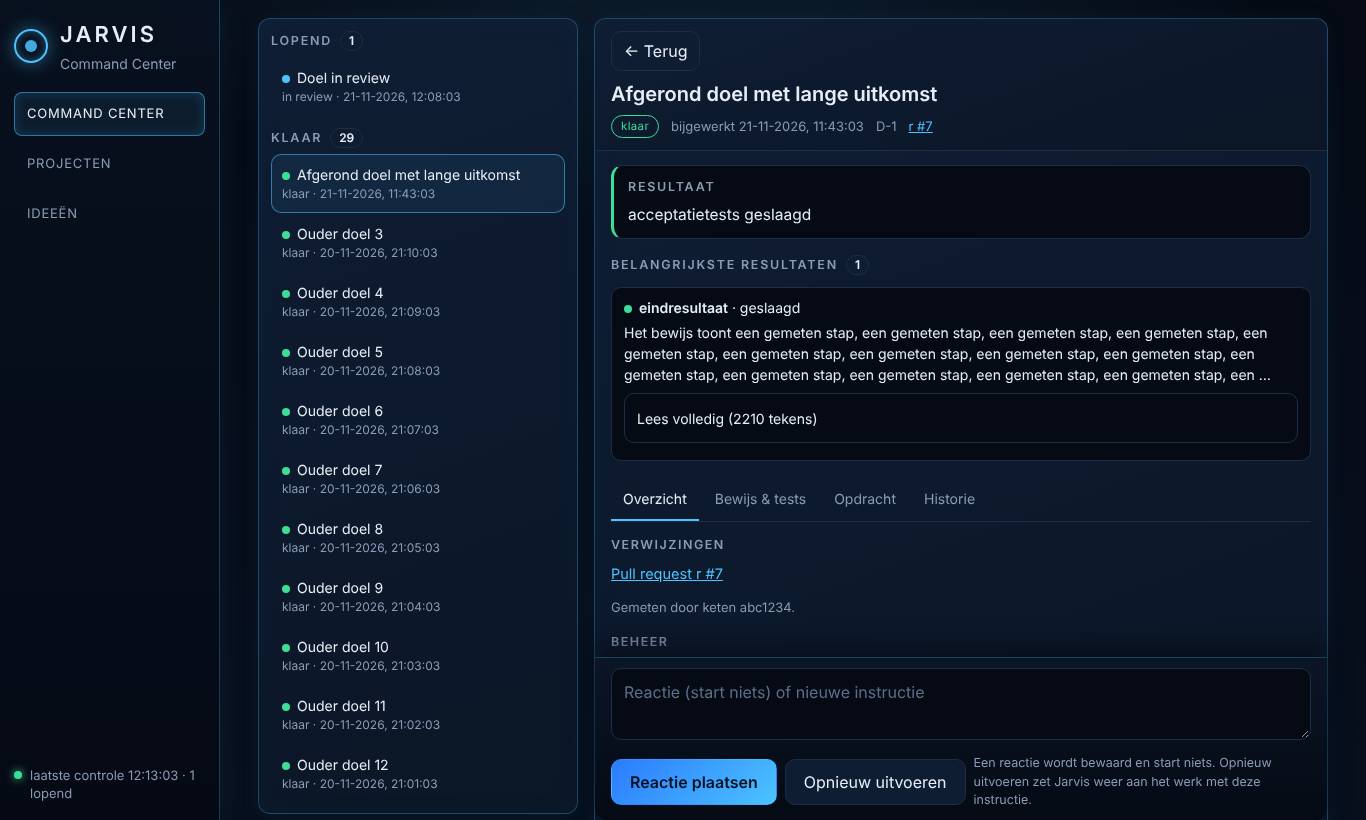 JARVIS
Command Center
COMMAND CENTER
PROJECTEN
IDEEËN
laatste controle 12:13:03 · 1
lopend
LOPEND 1
Doel in review
in review · 21-11-2026, 12:08:03
KLAAR 29
Afgerond doel met lange uitkomst
klaar · 21-11-2026, 11:43:03
Ouder doel 3
klaar · 20-11-2026, 21:10:03
Ouder doel 4
klaar · 20-11-2026, 21:09:03
Ouder doel 5
klaar · 20-11-2026, 21:08:03
Ouder doel 6
klaar · 20-11-2026, 21:07:03
Ouder doel 7
klaar · 20-11-2026, 21:06:03
Ouder doel 8
klaar · 20-11-2026, 21:05:03
Ouder doel 9
klaar · 20-11-2026, 21:04:03
Ouder doel 10
klaar · 20-11-2026, 21:03:03
Ouder doel 11
klaar · 20-11-2026, 21:02:03
Ouder doel 12
klaar · 20-11-2026, 21:01:03
← Terug
Afgerond doel met lange uitkomst
klaar bijgewerkt 21-11-2026, 11:43:03 D-1 r #7
RESULTAAT
acceptatietests geslaagd
BELANGRIJKSTE RESULTATEN 1
eindresultaat · geslaagd
Het bewijs toont een gemeten stap, een gemeten stap, een gemeten stap, een gemeten stap, een
gemeten stap, een gemeten stap, een gemeten stap, een gemeten stap, een gemeten stap, een
gemeten stap, een gemeten stap, een gemeten stap, een gemeten stap, een gemeten stap, een ...
Lees volledig (2210 tekens)
Overzicht Bewijs & tests Opdracht Historie
VERWIJZINGEN
Pull request r #7
Gemeten door keten abc1234.
BEHEER
Reactie (start niets) of nieuwe instructie
Reactie plaatsen Opnieuw uitvoeren
Een reactie wordt bewaard en start niets. Opnieuw
uitvoeren zet Jarvis weer aan het werk met deze
instructie.